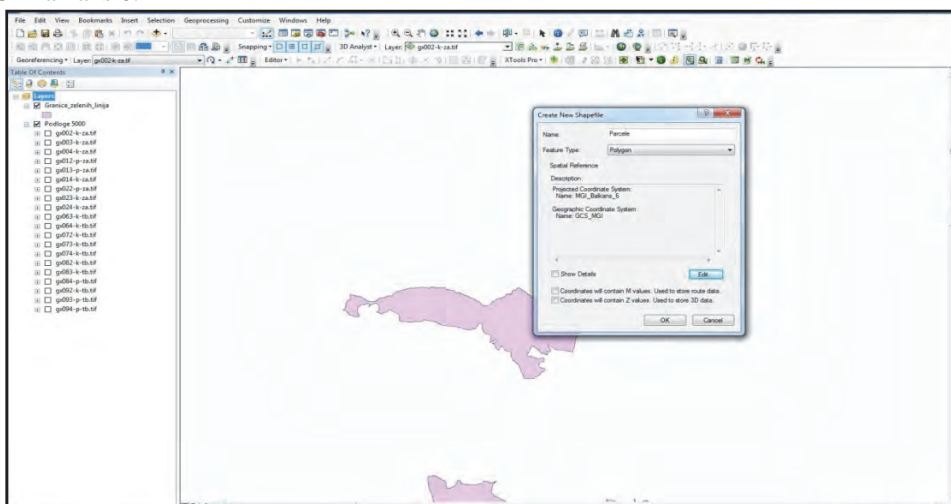 File Edit View Bookmarks Insert Selection Geoprocessing Customize Windows Help
Snapping 3D Analyst Layer: gx002-k-za.tif
Georeferencing Layer: gx002-k-za.tif Editor XTools Pro
Table Of Contents
Layers
Granice_zelenih_linija
Podloge 5000
gx002-k-za.tif
gx003-k-za.tif
gx004-k-za.tif
gx012-p-za.tif
gx013-p-za.tif
gx014-k-za.tif
gx022-p-za.tif
gx023-k-za.tif
gx024-k-za.tif
gx063-k-tb.tif
gx064-k-tb.tif
gx072-k-tb.tif
gx073-k-tb.tif
gx074-k-tb.tif
gx082-k-tb.tif
gx083-k-tb.tif
gx084-p-tb.tif
gx092-k-tb.tif
gx093-p-tb.tif
gx094-p-tb.tif
Create New Shapefile
Name: Parcele
Feature Type: Polygon
Spatial Reference
Description:
Projected Coordinate System:
Name: MGI_Balkans_6
Geographic Coordinate System:
Name: GCS_MGI
Show Details Edit...
Coordinates will contain M values. Used to store route data.
Coordinates will contain Z values. Used to store 3D data.
OK Cancel